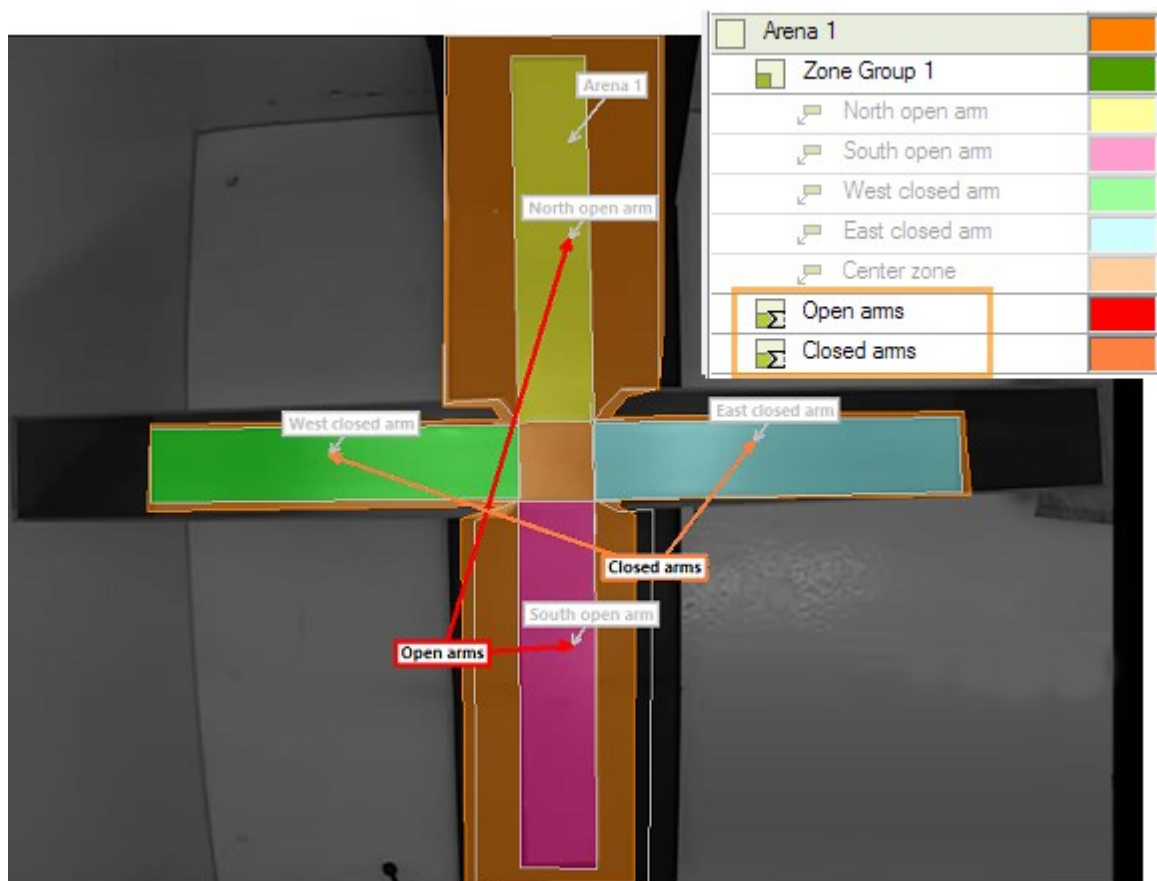 Arena 1
Zone Group 1
North open arm
South open arm
West closed arm
East closed arm
Center zone
Open arms
Closed arms
Arena 1
North open arm
West closed arm
East closed arm
Closed arms
South open arm
Open arms